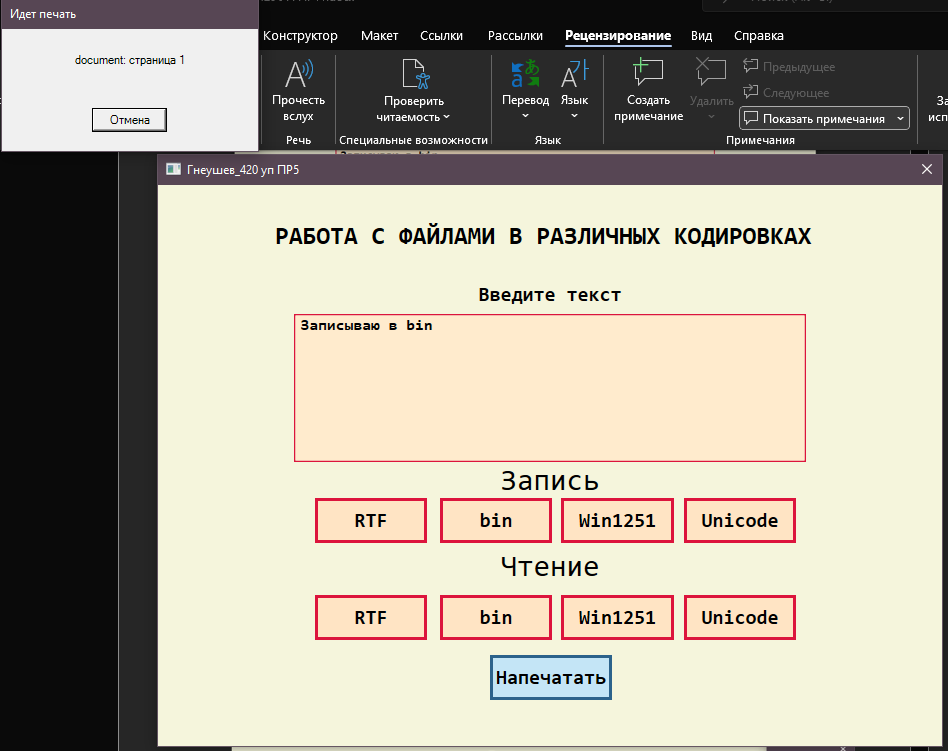 Идет печать
document: страница 1
Отмена
Конструктор Макет Ссылки Рассылки Рецензирование Вид Справка
Прочесть вслух
Речь
Проверить читаемость
Специальные возможности
Перевод Язык
Язык
Создать примечание
Удалить
Предыдущее
Следующее
Показать примечания
Примечания
Гнеушев_420 уп ПР5
РАБОТА С ФАЙЛАМИ В РАЗЛИЧНЫХ КОДИРОВКАХ
Введите текст
Записываю в bin
Запись
RTF bin Win1251 Unicode
Чтение
RTF bin Win1251 Unicode
Напечатать